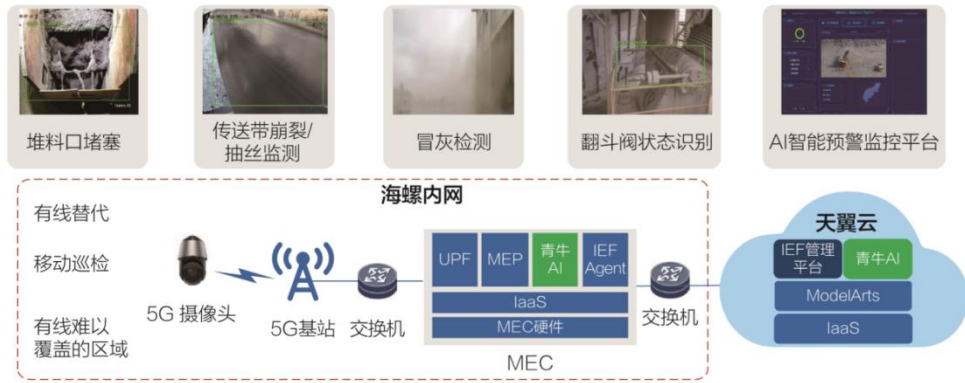 堆料口堵塞
传送带崩裂/
抽丝监测
冒灰检测
翻斗阀状态识别
AI智能预警监控平台
海螺内网
有线替代
移动巡检
有线难以
覆盖的区域
5G 摄像头
5G基站
交换机
UPF
MEP
青牛
AI
IEF
Agent
IaaS
MEC硬件
MEC
交换机
天翼云
IEF管理
平台
青牛AI
ModelArts
IaaS